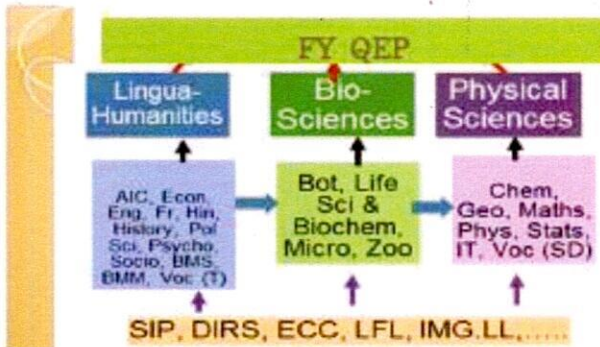 FY QEP
Lingua-
Humanities
Bio-
Sciences
Physical
Sciences
AIC, Econ,
Eng, Fr, Hin,
History, Pol
Sci, Psycho,
Socio, BMS,
BMM, Voc (T)
Bot, Life
Sci &
Biochem,
Micro, Zoo
Chem,
Geo, Maths,
Phys, Stats,
IT, Voc (SD)
SIP, DIRS, ECC, LFL, IMG.LL,.....